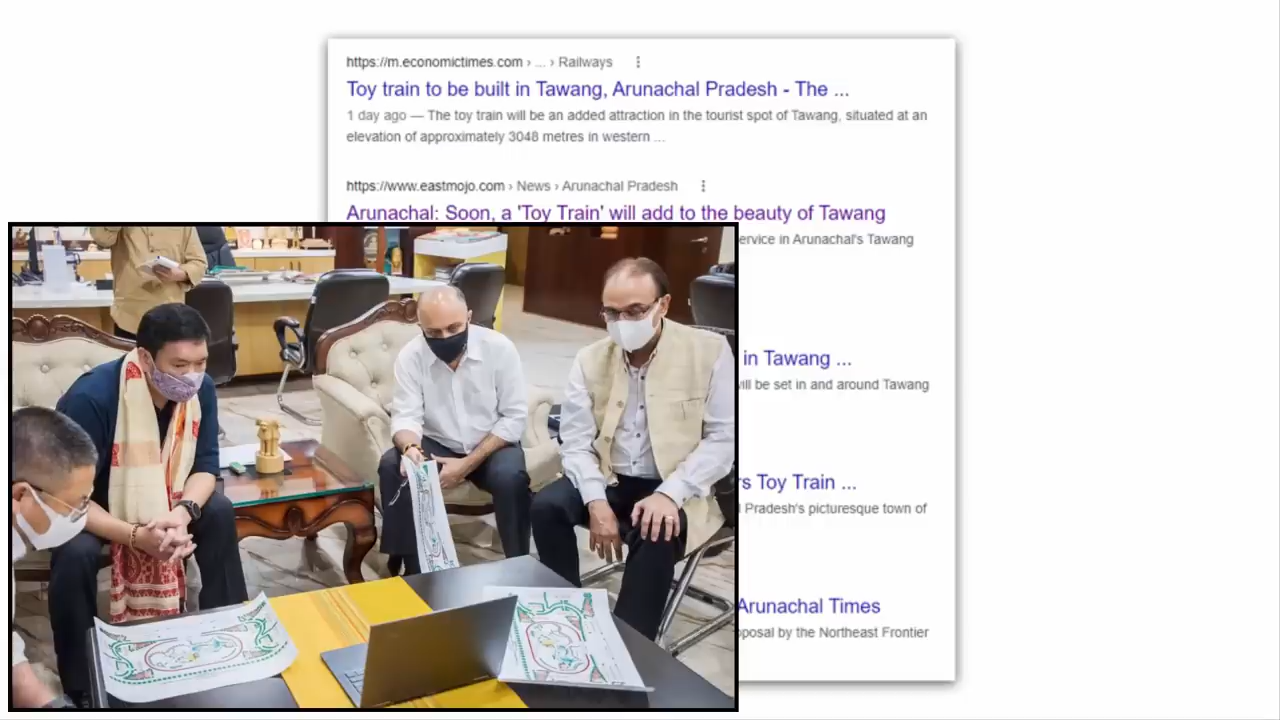 https://m.economictimes.com › ... › Railways
Toy train to be built in Tawang, Arunachal Pradesh - The ...
1 day ago — The toy train will be an added attraction in the tourist spot of Tawang, situated at an
elevation of approximately 3048 metres in western ...
https://www.eastmojo.com › News › Arunachal Pradesh
Arunachal: Soon, a 'Toy Train' will add to the beauty of Tawang
in Arunachal's Tawang
in Tawang ...
be set in and around Tawang
Toy Train ...
Pradesh's picturesque town of
Arunachal Times
by the Northeast Frontier